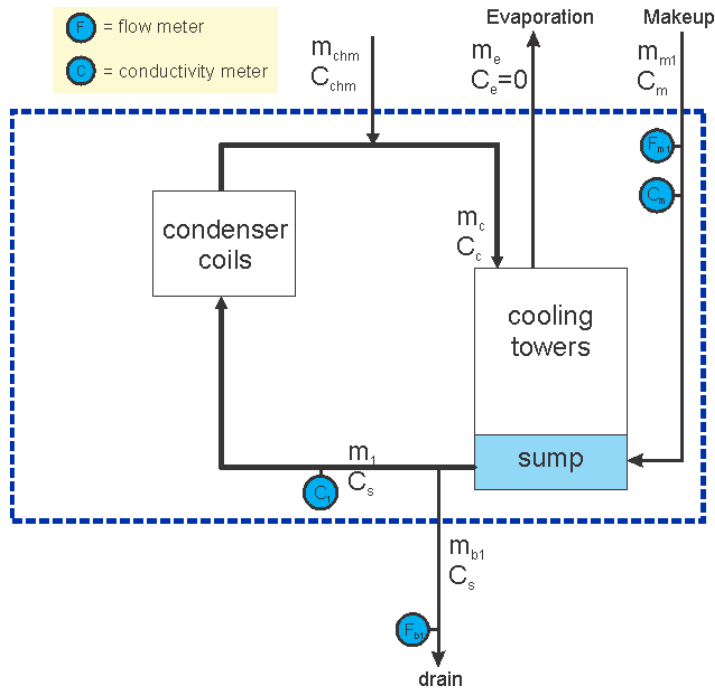 F = flow meter
C = conductivity meter
Evaporation
Makeup
m_chm
C_chm
m_e
C_e=0
m_m1
C_m
F_m1
C_m
condenser
coils
m_c
C_c
cooling
towers
sump
m_1
C_s
C_1
m_b1
C_s
F_b1
drain